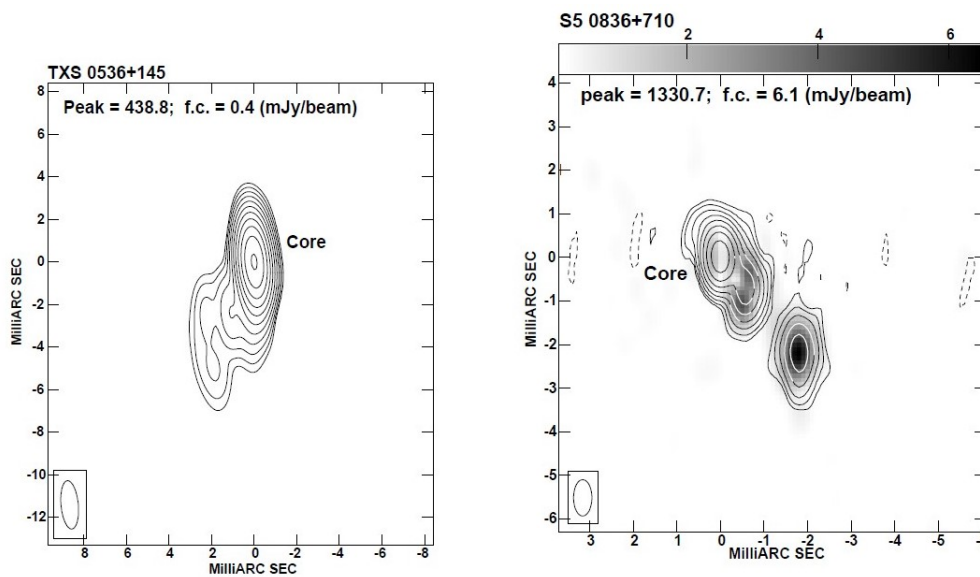 TXS 0536+145
Peak = 438.8; f.c. = 0.4 (mJy/beam)
8
6
4
2
0
-2
-4
-6
-8
-10
-12
MilliARC SEC
Core
8 6 4 2 0 -2 -4 -6 -8
MilliARC SEC
S5 0836+710
2 4 6
peak = 1330.7; f.c. = 6.1 (mJy/beam)
4
3
2
1
0
-1
-2
-3
-4
-5
-6
MilliARC SEC
Core
3 2 1 0 -1 -2 -3 -4 -5
MilliARC SEC